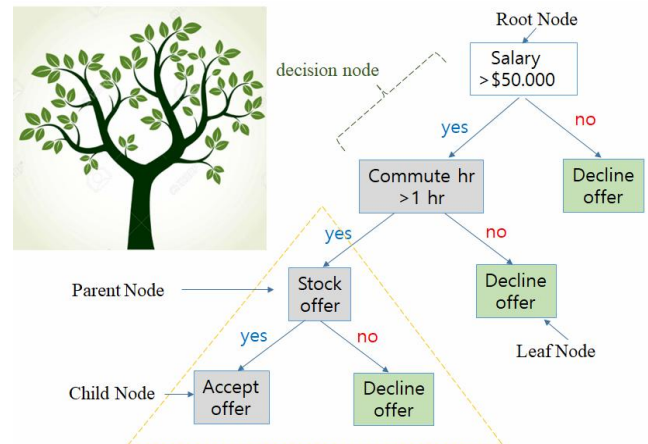 Root Node
Salary
>$50.000
decision node
yes
no
Commute hr
>1 hr
Decline
offer
yes
no
Parent Node
Stock
offer
Decline
offer
yes
no
Leaf Node
Child Node
Accept
offer
Decline
offer